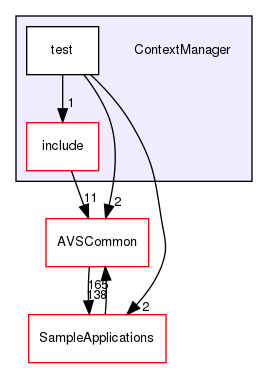 test
ContextManager
1
include
11
2
AVSCommon
165
138
2
SampleApplications